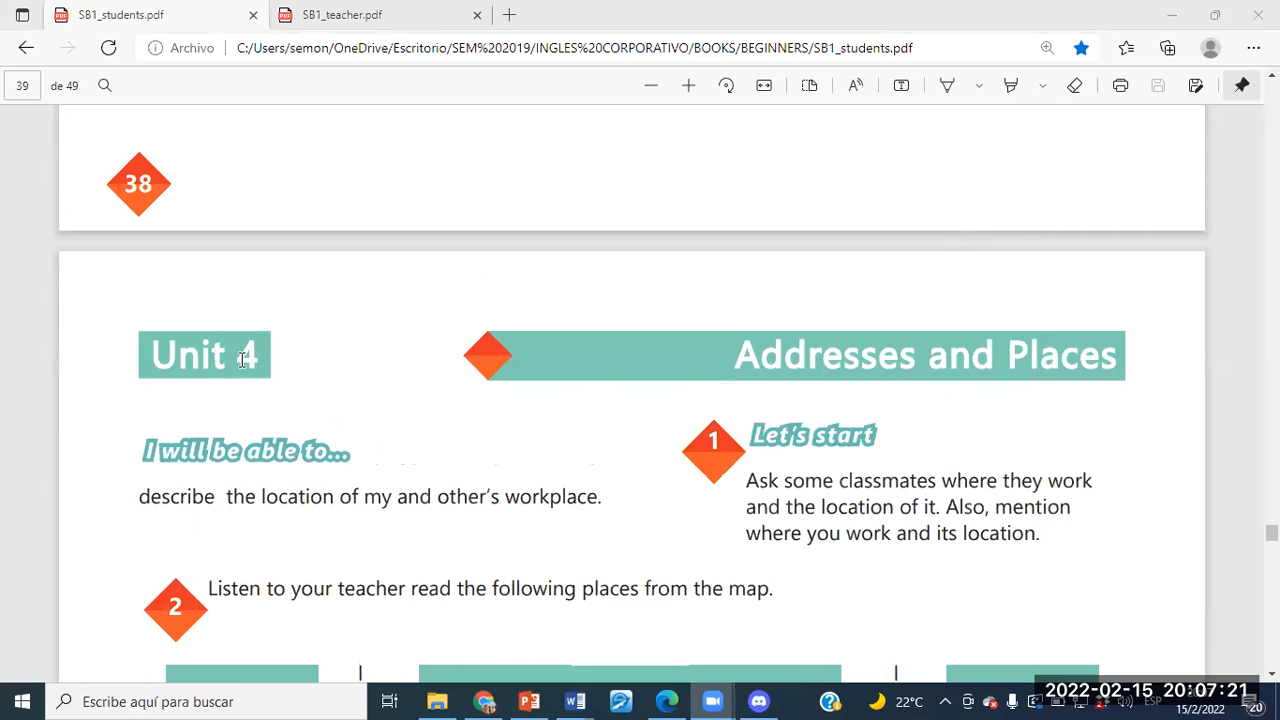 SB1_students.pdf
SB1_teacher.pdf
Archivo
C:/Users/semon/OneDrive/Escritorio/SEM%202019/INGLES%20CORPORATIVO/BOOKS/BEGINNERS/SB1_students.pdf
39 de 49
38
Unit 4
Addresses and Places
I will be able to...
describe the location of my and other's workplace.
1
Let's start
Ask some classmates where they work
and the location of it. Also, mention
where you work and its location.
2
Listen to your teacher read the following places from the map.
Escribe aquí para buscar
22°C
ESP
2022-02-15 20:07:21
15/2/2022
20